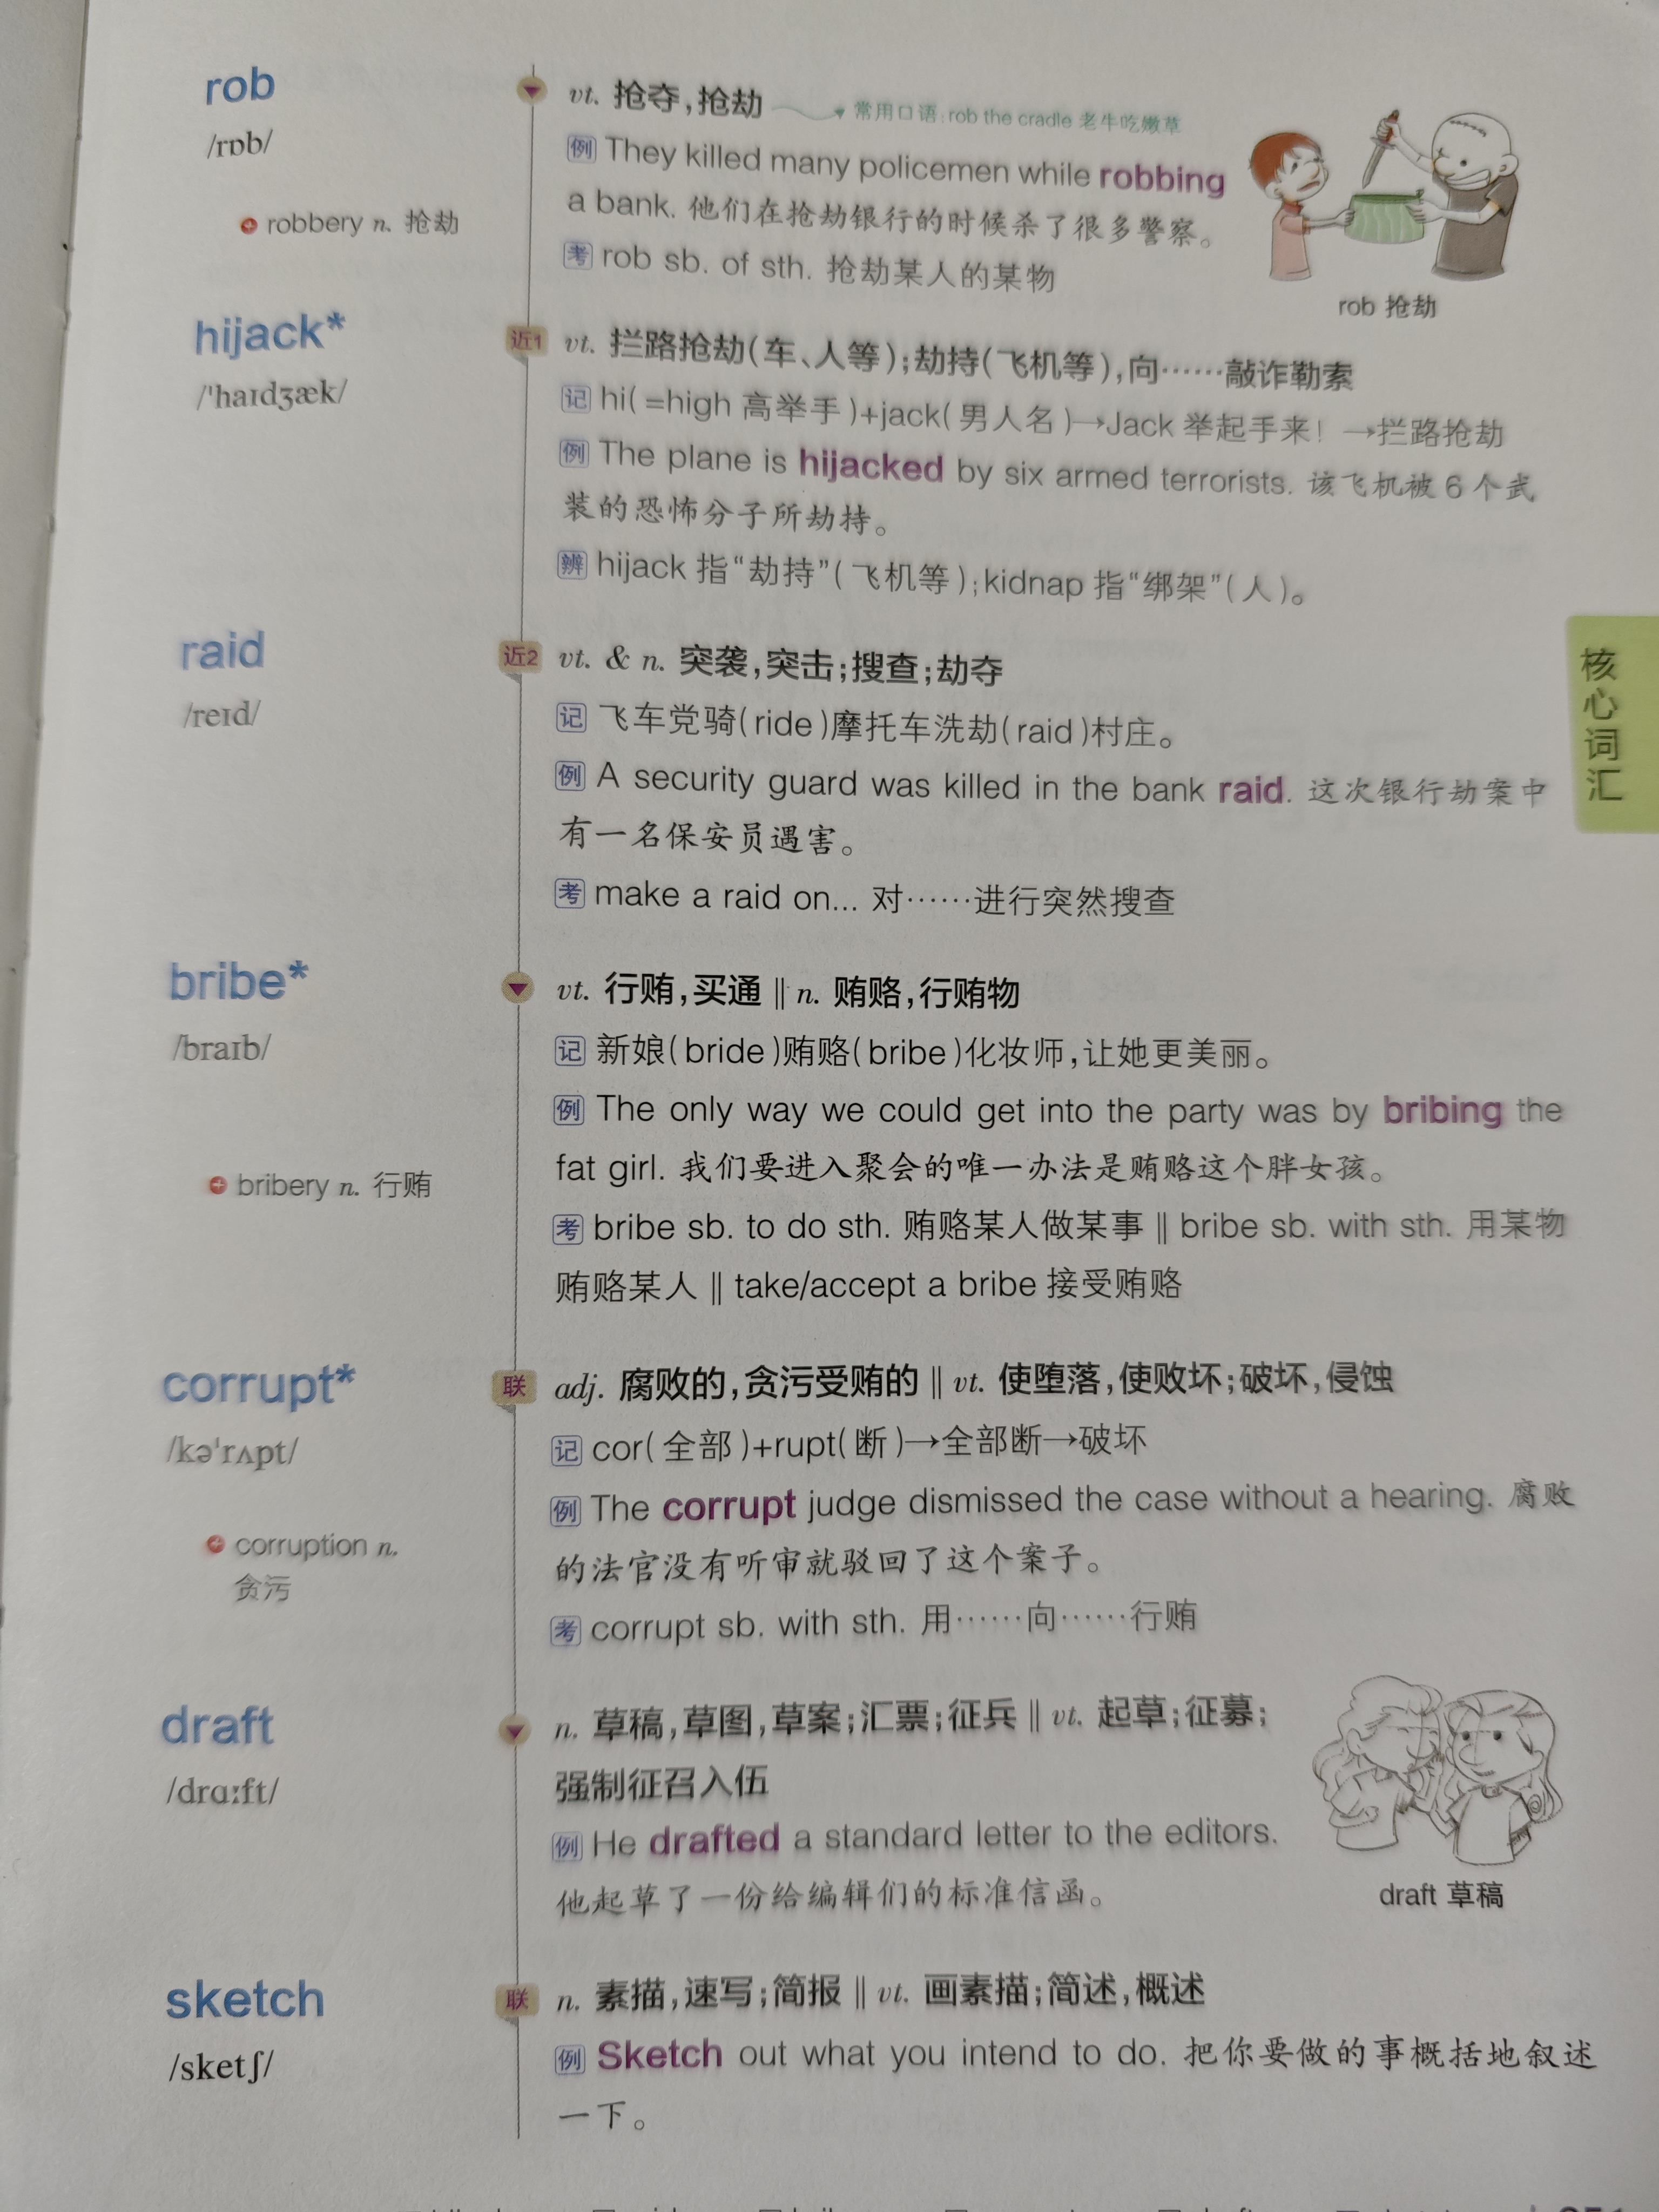 rob
/rɒb/
robbery n. 抢劫
vt. 抢夺,抢劫
常用口语:rob the cradle 老牛吃嫩草
例 They killed many policemen while robbing
a bank. 他们在抢劫银行的时候杀了很多警察。
考 rob sb. of sth. 抢劫某人的某物
rob 抢劫
hijack*
/ˈhaɪdʒæk/
近1 vt. 拦路抢劫(车、人等);劫持(飞机等),向……敲诈勒索
记 hi(=high 高举手)+jack(男人名)→Jack 举起手来! →拦路抢劫
例 The plane is hijacked by six armed terrorists. 该飞机被 6 个武
装的恐怖分子所劫持。
辨 hijack 指“劫持”(飞机等);kidnap 指“绑架”(人)。
raid
/reɪd/
近2 vt. & n. 突袭,突击;搜查;劫夺
记 飞车党骑(ride)摩托车洗劫(raid)村庄。
例 A security guard was killed in the bank raid. 这次银行劫案中
有一名保安员遇害。
考 make a raid on... 对……进行突然搜查
核心词汇
bribe*
/braɪb/
bribery n. 行贿
vt. 行贿,买通 ‖ n. 贿赂,行贿物
记 新娘(bride)贿赂(bribe)化妆师,让她更美丽。
例 The only way we could get into the party was by bribing the
fat girl. 我们要进入聚会的唯一办法是贿赂这个胖女孩。
考 bribe sb. to do sth. 贿赂某人做某事 ‖ bribe sb. with sth. 用某物
贿赂某人 ‖ take/accept a bribe 接受贿赂
corrupt*
/kəˈrʌpt/
corruption n.
贪污
联 adj. 腐败的,贪污受贿的 ‖ vt. 使堕落,使败坏;破坏,侵蚀
记 cor(全部)+rupt(断)→全部断→破坏
例 The corrupt judge dismissed the case without a hearing. 腐败
的法官没有听审就驳回了这个案子。
考 corrupt sb. with sth. 用……向……行贿
draft
/drɑːft/
n. 草稿,草图,草案;汇票;征兵 ‖ vt. 起草;征募;
强制征召入伍
例 He drafted a standard letter to the editors.
他起草了一份给编辑们的标准信函。
draft 草稿
sketch
/sketʃ/
联 n. 素描,速写;简报 ‖ vt. 画素描;简述,概述
例 Sketch out what you intend to do. 把你要做的事概括地叙述
一下。